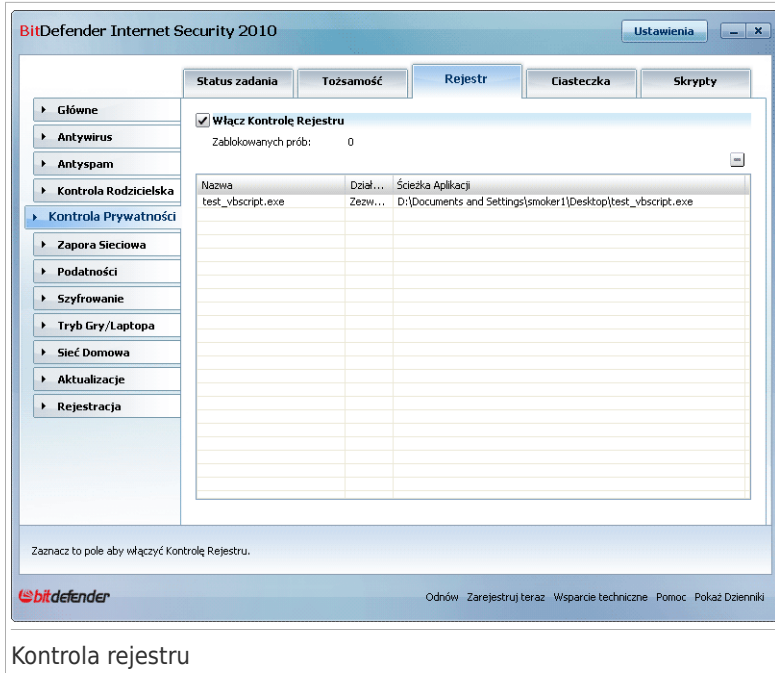 BitDefender Internet Security 2010
Ustawienia
Status zadania Tożsamość Rejestr Ciasteczka Skrypty
Główne
Antywirus
Antyspam
Kontrola Rodzicielska
Kontrola Prywatności
Zapora Sieciowa
Podatności
Szyfrowanie
Tryb Gry/Laptopa
Sieć Domowa
Aktualizacje
Rejestracja
Włącz Kontrolę Rejestru
Zablokowanych prób: 0
Nazwa Dział... Ścieżka Aplikacji
test_vbscript.exe Zezw... D:\Documents and Settings\smoker1\Desktop\test_vbscript.exe
Zaznacz to pole aby włączyć Kontrolę Rejestru.
bitdefender
Odnów Zarejestruj teraz Wsparcie techniczne Pomoc Pokaż Dzienniki
Kontrola rejestru